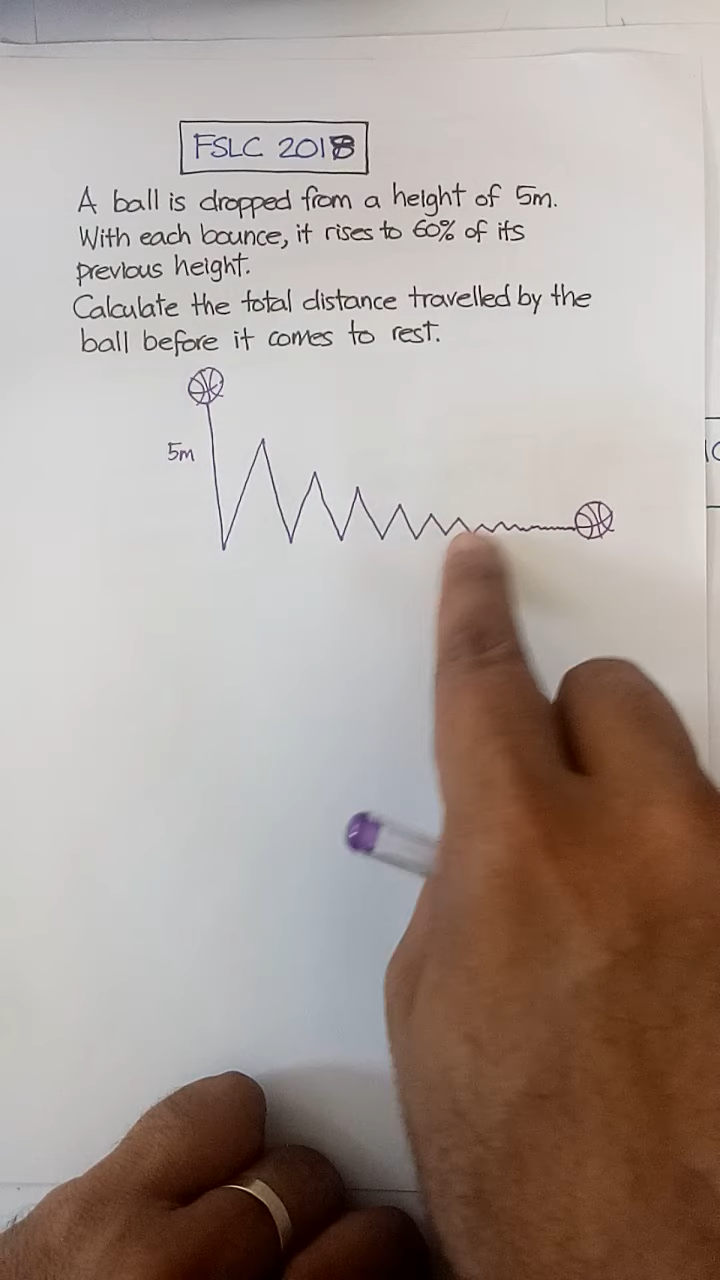 FSLC 2018
A ball is dropped from a height of 5m.
With each bounce, it rises to 60% of its
previous height.
Calculate the total distance travelled by the
ball before it comes to rest.
5m